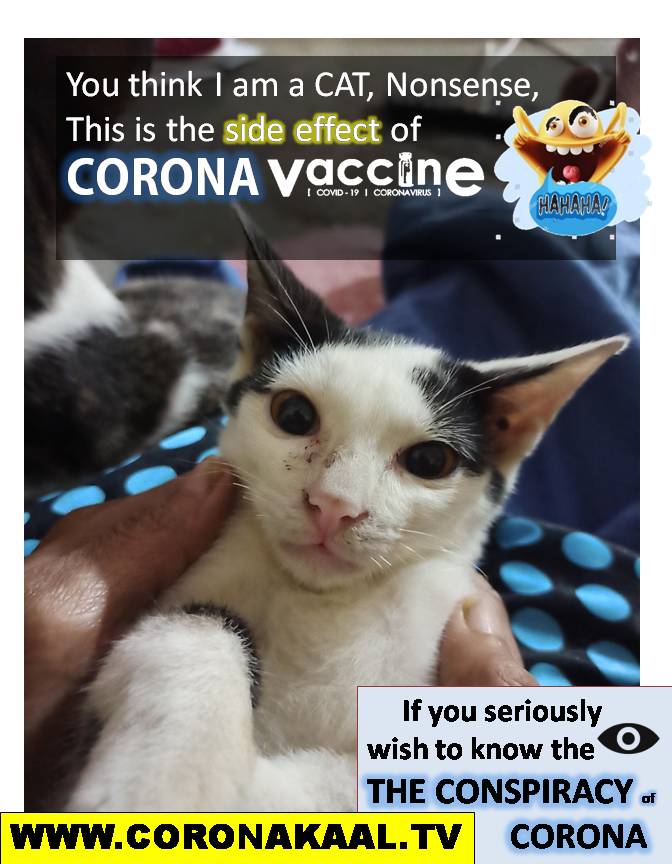 You think I am a CAT, Nonsense,
This is the side effect of
CORONA vaccine
[ COVID-19 | CORONAVIRUS ]
HAHAHA!
If you seriously
wish to know the
THE CONSPIRACY of
CORONA
WWW.CORONAKAAL.TV